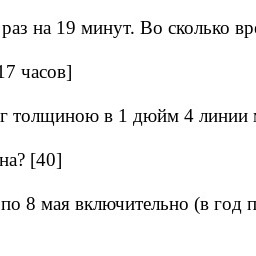 раз на 19 минут. Во сколько
17 часов]
г толщиною в 1 дюйм 4 линии
на? [40]
по 8 мая включительно (в год